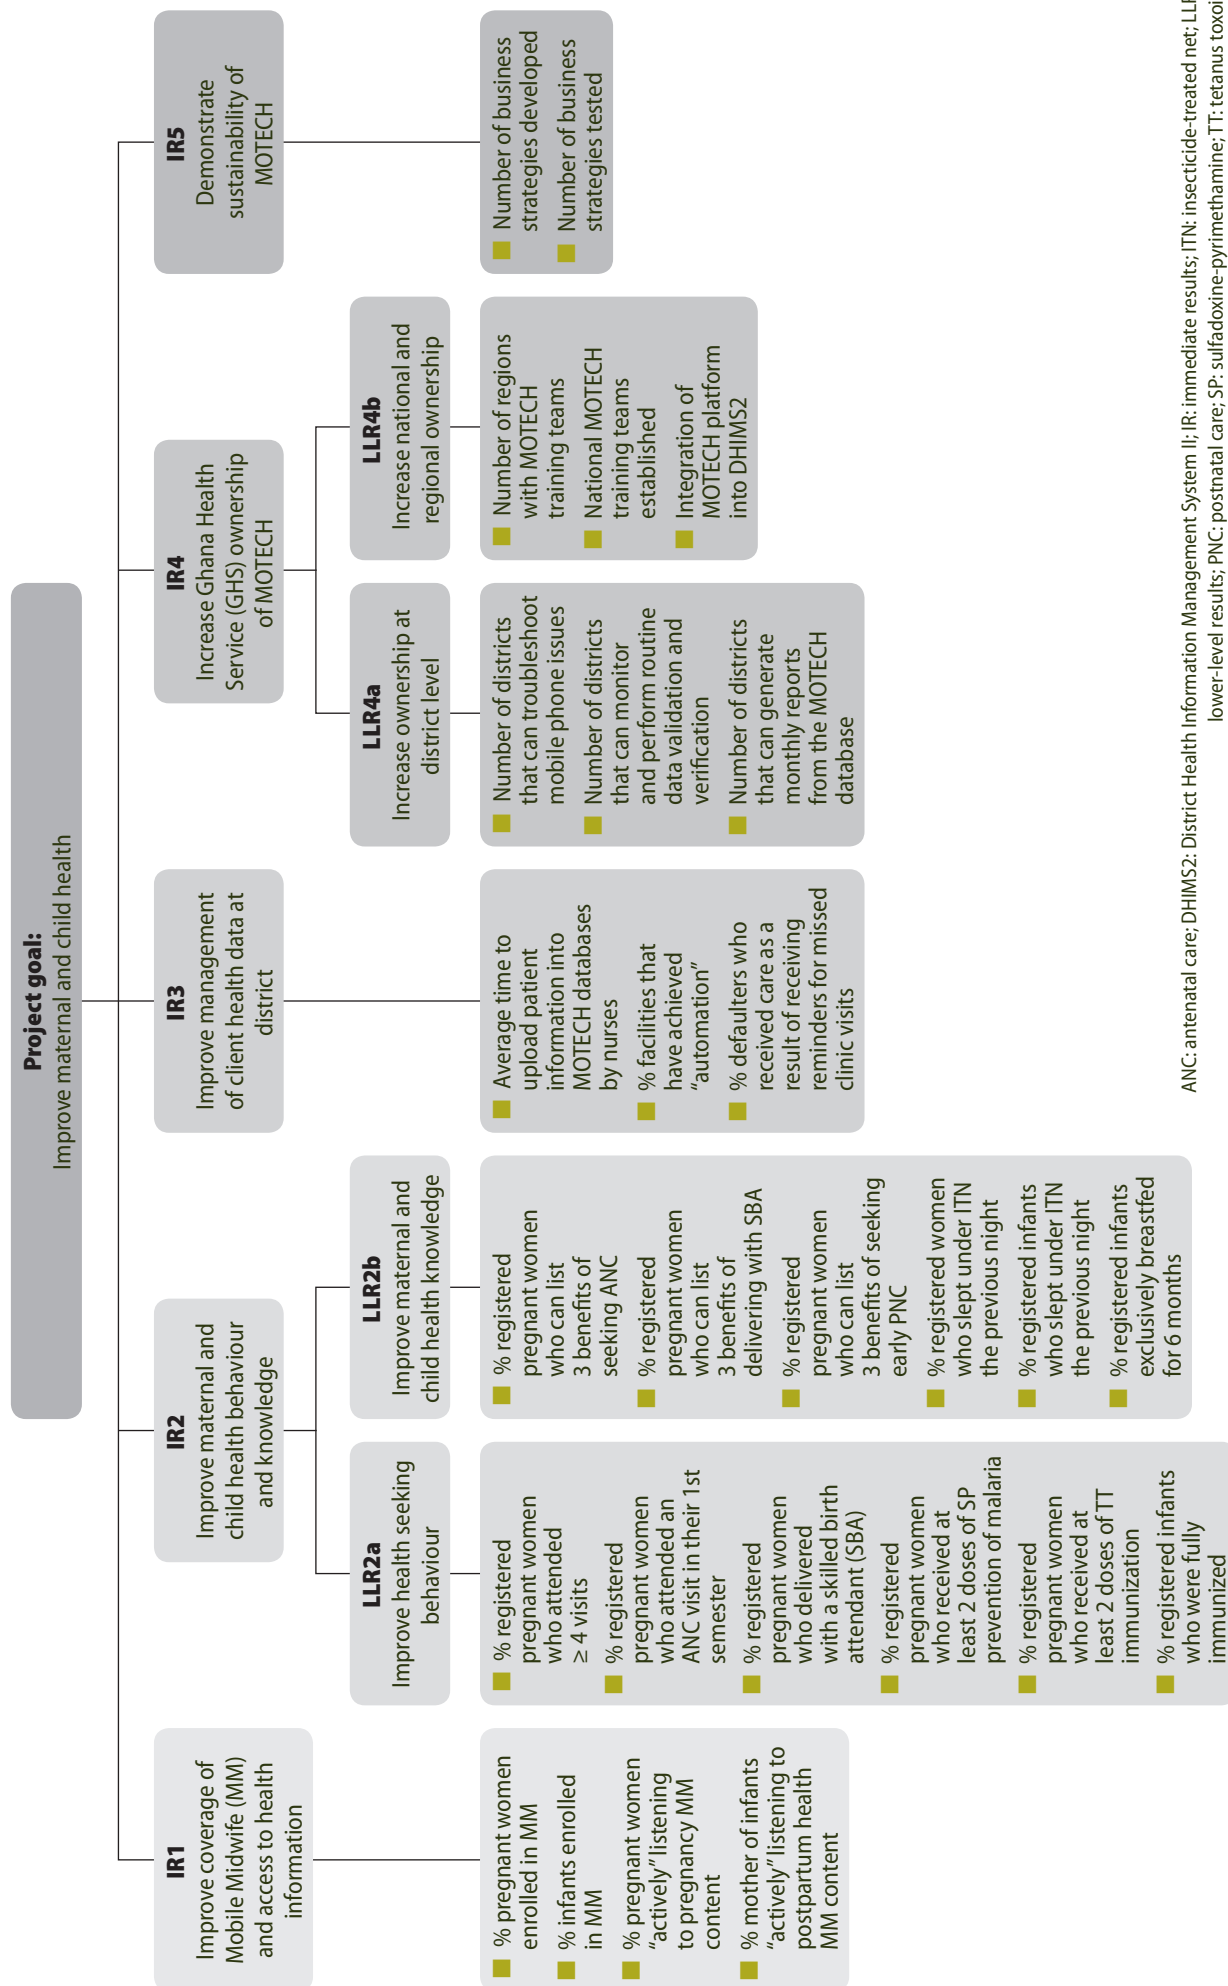 Project goal:
Improve maternal and child health
IR1
Improve coverage of
Mobile Midwife (MM)
and access to health
information
% pregnant women
enrolled in MM
% infants enrolled
in MM
% pregnant women
“actively” listening
to pregnancy MM
content
% mother of infants
“actively” listening to
postpartum health
MM content
IR2
Improve maternal and
child health behaviour
and knowledge
LLR2a
Improve health seeking
behaviour
% registered
pregnant women
who attended
≥ 4 visits
% registered
pregnant women
who attended an
ANC visit in their 1st
semester
% registered
pregnant women
who delivered
with a skilled birth
attendant (SBA)
% registered
pregnant women
who received at
least 2 doses of SP
prevention of malaria
% registered
pregnant women
who received at
least 2 doses of TT
immunization
% registered infants
who were fully
immunized
LLR2b
Improve maternal and
child health knowledge
% registered
pregnant women
who can list
3 benefits of
seeking ANC
% registered
pregnant women
who can list
3 benefits of
delivering with SBA
% registered
pregnant women
who can list
3 benefits of seeking
early PNC
% registered women
who slept under ITN
the previous night
% registered infants
who slept under ITN
the previous night
% registered infants
exclusively breastfed
for 6 months
IR3
Improve management
of client health data at
district
Average time to
upload patient
information into
MOTECH databases
by nurses
% facilities that
have achieved
“automation”
% defaulters who
received care as a
result of receiving
reminders for missed
clinic visits
IR4
Increase Ghana Health
Service (GHS) ownership
of MOTECH
LLR4a
Increase ownership at
district level
Number of districts
that can troubleshoot
mobile phone issues
Number of districts
that can monitor
and perform routine
data validation and
verification
Number of districts
that can generate
monthly reports
from the MOTECH
database
LLR4b
Increase national and
regional ownership
Number of regions
with MOTECH
training teams
National MOTECH
training teams
established
Integration of
MOTECH platform
into DHIMS2
IR5
Demonstrate
sustainability of
MOTECH
Number of business
strategies developed
Number of business
strategies tested
ANC: antenatal care; DHIMS2: District Health Information Management System II; IR: immediate results; ITN: insecticide-treated net; LLR
lower-level results; PNC: postnatal care; SP: sulfadoxine-pyrimethamine; TT: tetanus toxoi